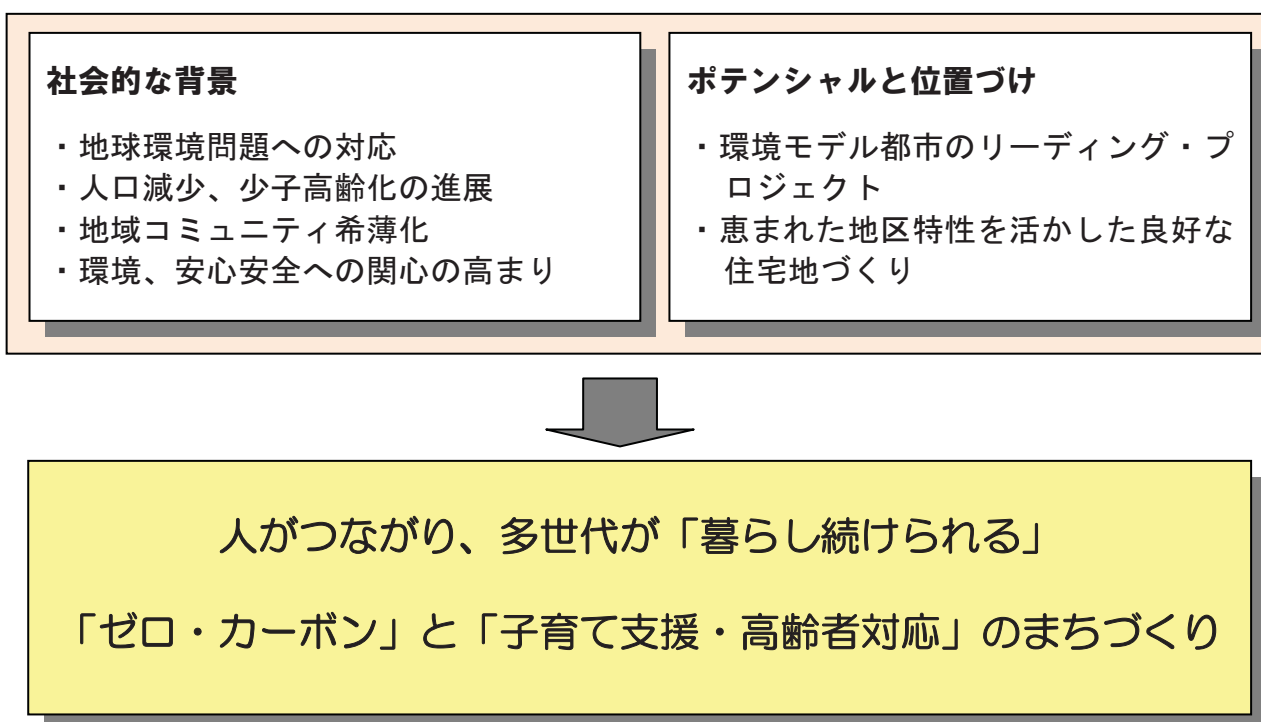 社会的な背景
・地球環境問題への対応
・人口減少、少子高齢化の進展
・地域コミュニティ希薄化
・環境、安心安全への関心の高まり
ポテンシャルと位置づけ
・環境モデル都市のリーディング・プ
ロジェクト
・恵まれた地区特性を活かした良好な
住宅地づくり
人がつながり、多世代が「暮らし続けられる」
「ゼロ・カーボン」と「子育て支援・高齢者対応」のまちづくり